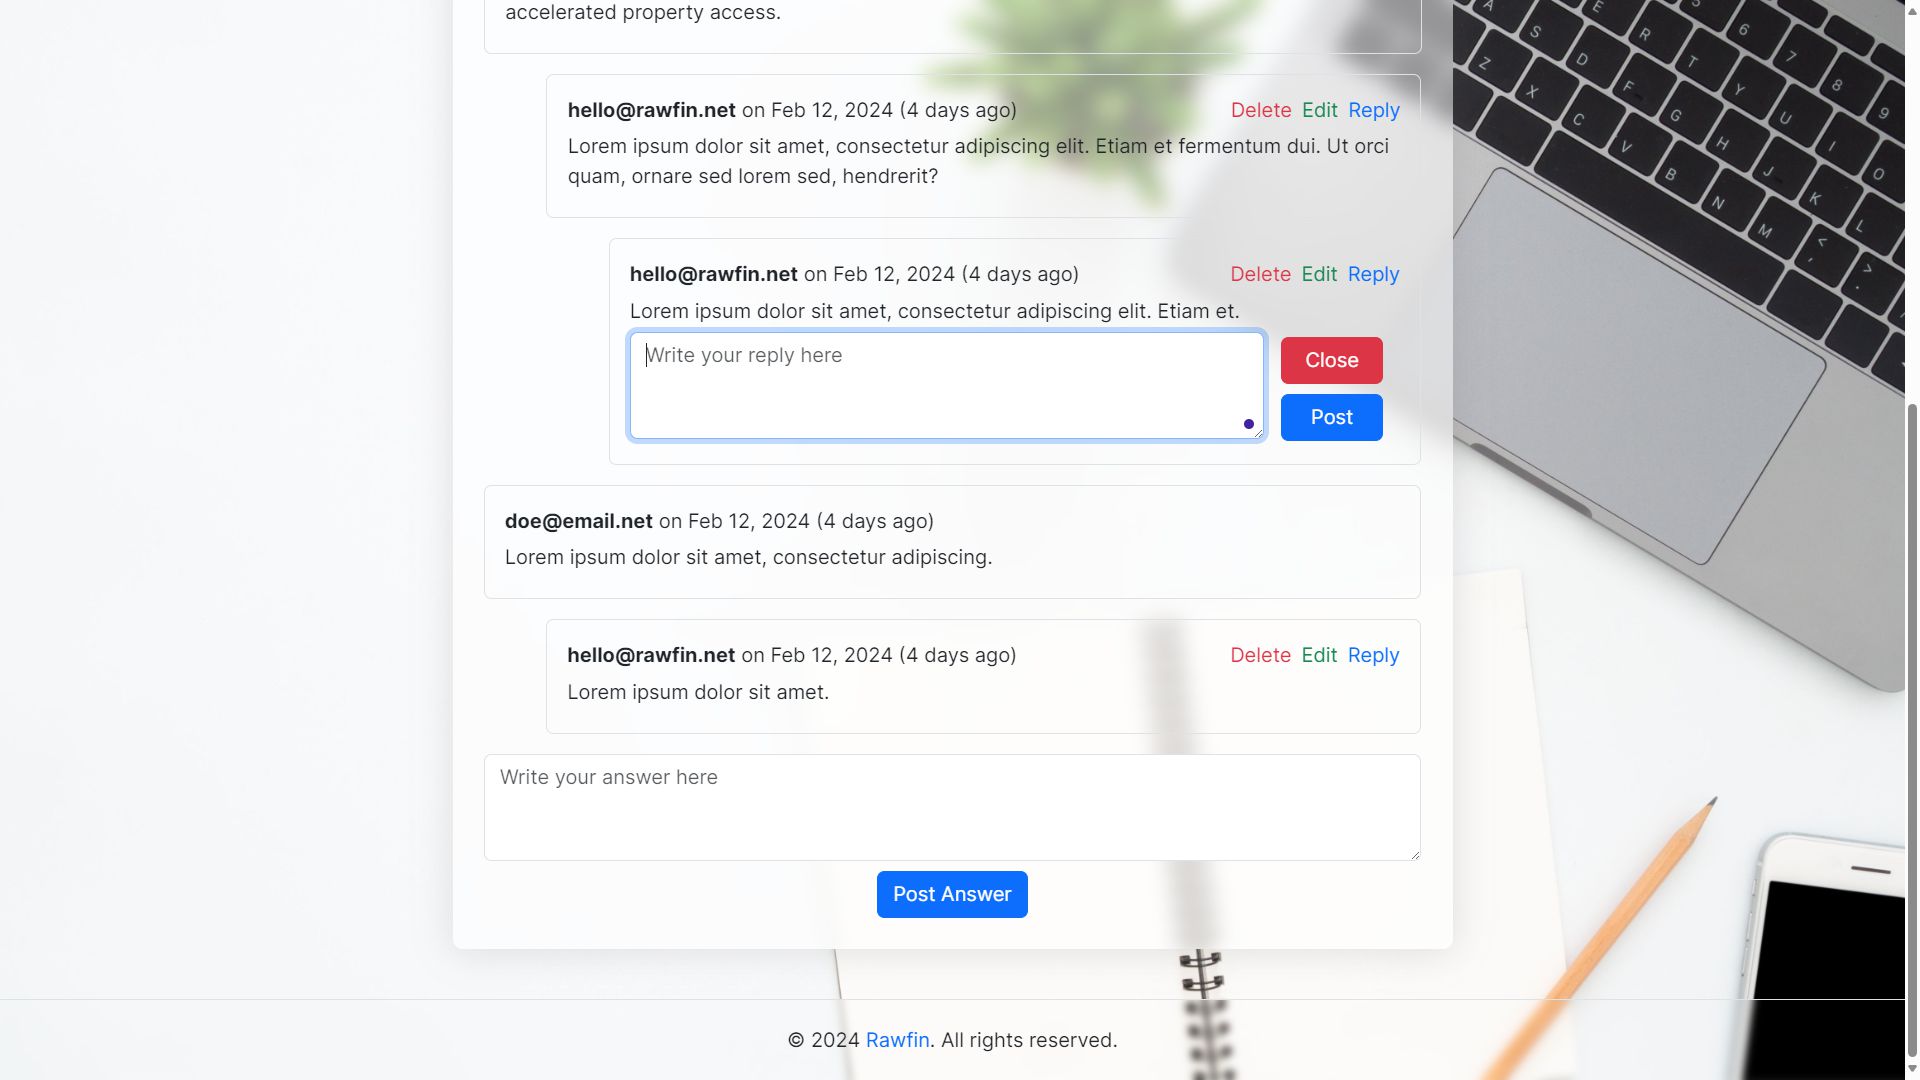 accelerated property access.
hello@rawfin.net on Feb 12, 2024 (4 days ago) Delete Edit Reply
Lorem ipsum dolor sit amet, consectetur adipiscing elit. Etiam et fermentum dui. Ut orci
quam, ornare sed lorem sed, hendrerit?
hello@rawfin.net on Feb 12, 2024 (4 days ago) Delete Edit Reply
Lorem ipsum dolor sit amet, consectetur adipiscing elit. Etiam et.
Write your reply here
Close
Post
doe@email.net on Feb 12, 2024 (4 days ago)
Lorem ipsum dolor sit amet, consectetur adipiscing.
hello@rawfin.net on Feb 12, 2024 (4 days ago) Delete Edit Reply
Lorem ipsum dolor sit amet.
Write your answer here
Post Answer
© 2024 Rawfin. All rights reserved.